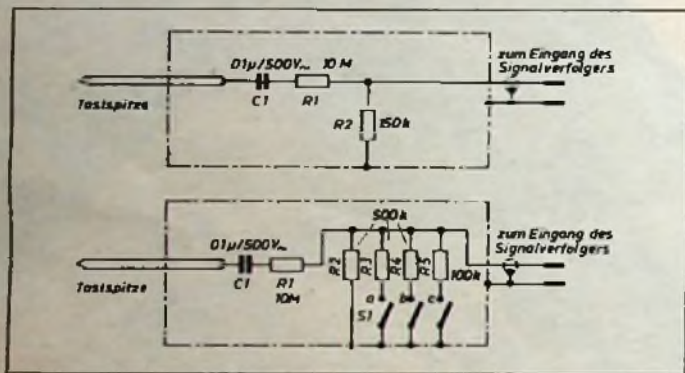 0,1µ/500V~ 10M
Tastspitze
C1
R1
R2
150k
zum Eingang des
Signalverfolgers
0,1µ/500V~
Tastspitze
C1
R1
10M
500k
R2
R3
R4
R5
100k
S1
a
b
c
zum Eingang des
Signalverfolgers